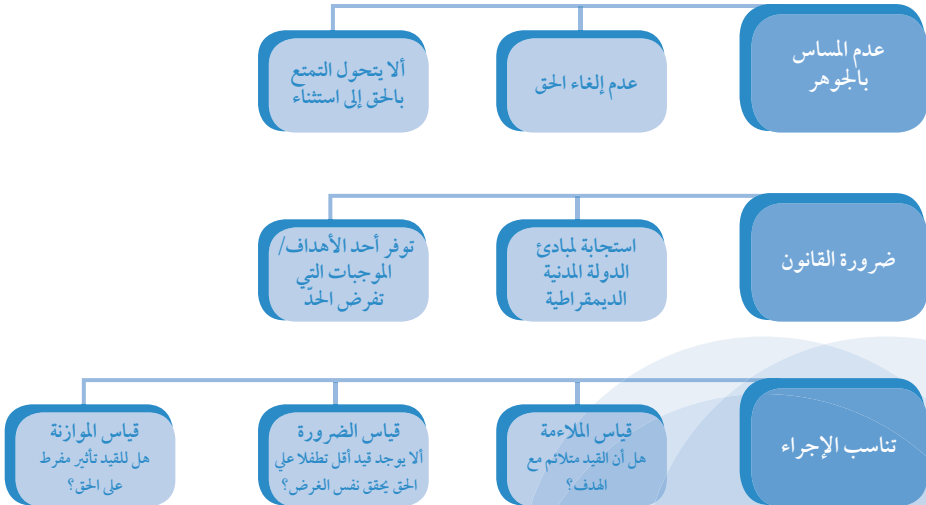 عدم المساس
بالجوهر
عدم إلغاء الحق
ألا يتحول التمتع
بالحق إلى استثناء
ضرورة القانون
استجابة لمبادئ
الدولة المدنية
الديمقراطية
توفر أحد الأهداف/
الموجبات التي
تفرض الحدّ
تناسب الإجراء
قياس الملاءمة
هل أن القيد متلائم مع
الهدف؟
قياس الضرورة
ألا يوجد قيد أقل تطفلا علي
الحق يحقق نفس الغرض؟
قياس الموازنة
هل للقيد تأثير مفرط
على الحق؟